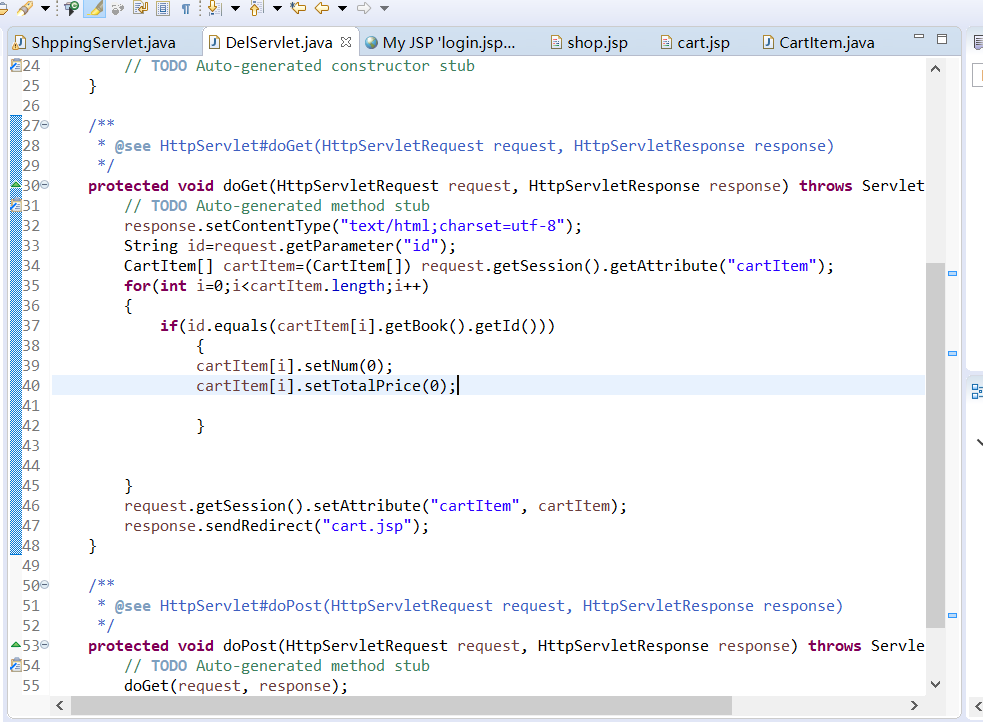 ShppingServlet.java DelServlet.java My JSP 'login.jsp... shop.jsp cart.jsp CartItem.java
24 // TODO Auto-generated constructor stub
25 }
26
27 /**
28 * @see HttpServlet#doGet(HttpServletRequest request, HttpServletResponse response)
29 */
30 protected void doGet(HttpServletRequest request, HttpServletResponse response) throws Servlet
31 // TODO Auto-generated method stub
32 response.setContentType("text/html;charset=utf-8");
33 String id=request.getParameter("id");
34 CartItem[] cartItem=(CartItem[]) request.getSession().getAttribute("cartItem");
35 for(int i=0;i<cartItem.length;i++)
36 {
37 if(id.equals(cartItem[i].getBook().getId()))
38 {
39 cartItem[i].setNum(0);
40 cartItem[i].setTotalPrice(0);
41
42 }
43
44
45 }
46 request.getSession().setAttribute("cartItem", cartItem);
47 response.sendRedirect("cart.jsp");
48 }
49
50 /**
51 * @see HttpServlet#doPost(HttpServletRequest request, HttpServletResponse response)
52 */
53 protected void doPost(HttpServletRequest request, HttpServletResponse response) throws Servle
54 // TODO Auto-generated method stub
55 doGet(request, response);